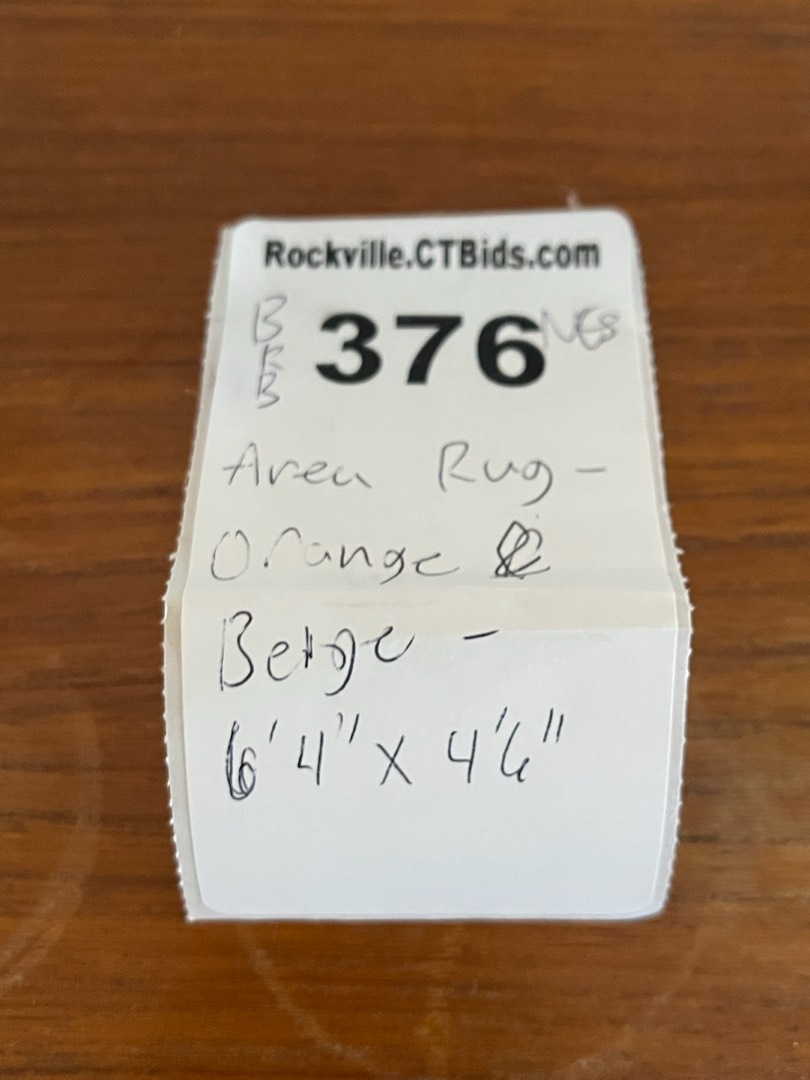 Rockville.CTBids.com
376
Area Rug -
Orange &
Beige -
6'4" x 4'6"